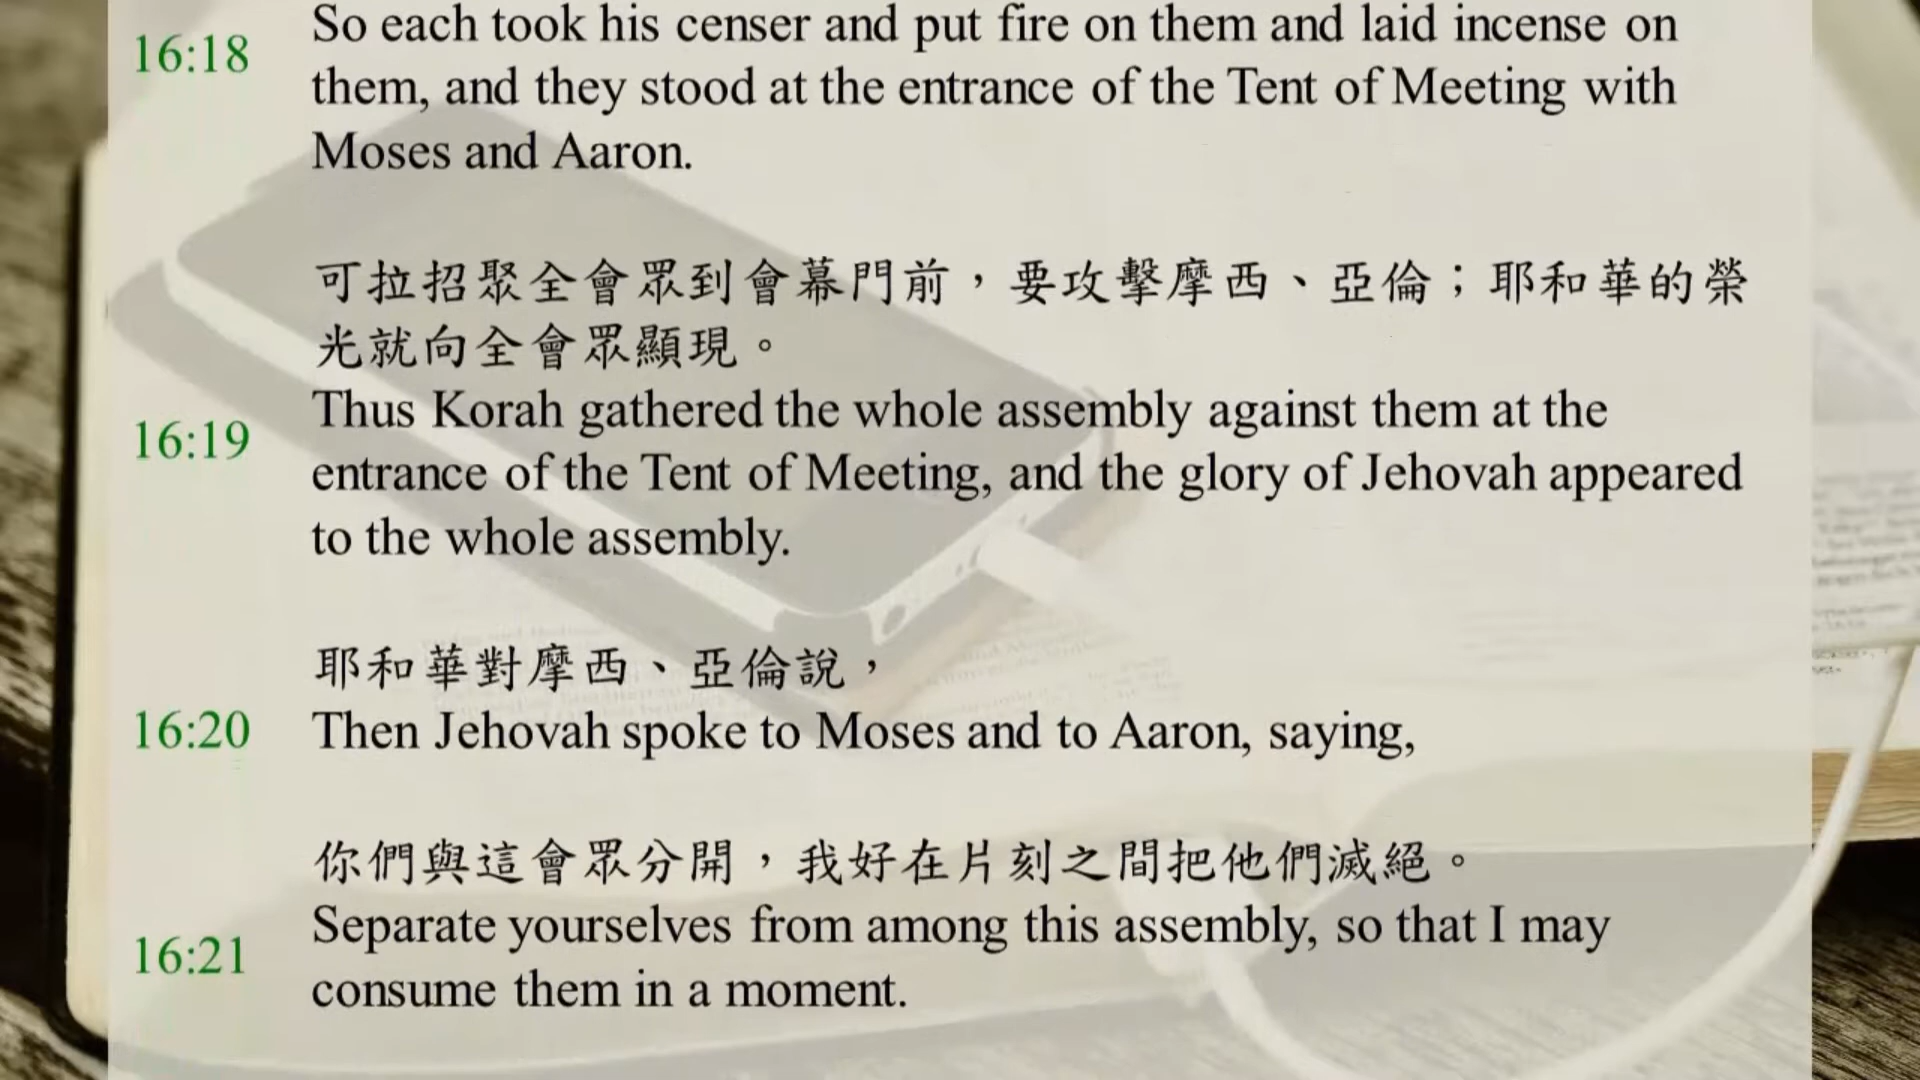 So each took his censer and put fire on them and laid incense on
16:18
them, and they stood at the entrance of the Tent of Meeting with
Moses and Aaron.
可拉招聚全會眾到會幕門前，要攻擊摩西、亞倫；耶和華的榮
光就向全會眾顯現。
Thus Korah gathered the whole assembly against them at the
16:19
entrance of the Tent of Meeting, and the glory of Jehovah appeared
to the whole assembly.
耶和華對摩西、亞倫說，
16:20
Then Jehovah spoke to Moses and to Aaron, saying,
你們與這會眾分開，我好在片刻之間把他們滅絕。
Separate yourselves from among this assembly, so that I may
16:21
consume them in a moment.